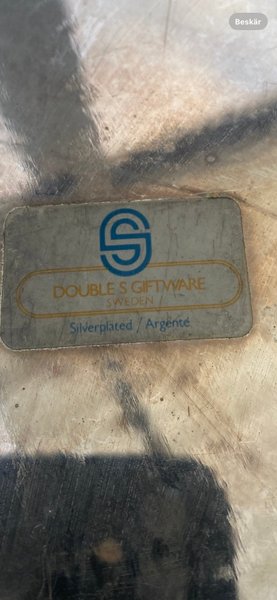 Beskär
DOUBLE S GIFTWARE
SWEDEN
Silverplated / Argenté